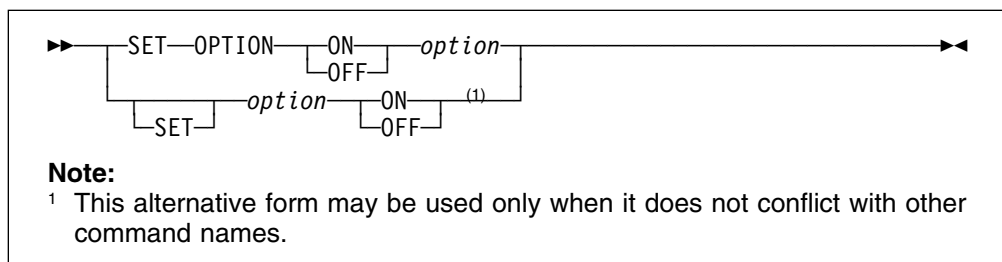 SET OPTION ON option
OFF
SET option ON (1)
OFF
Note:
1 This alternative form may be used only when it does not conflict with other
command names.